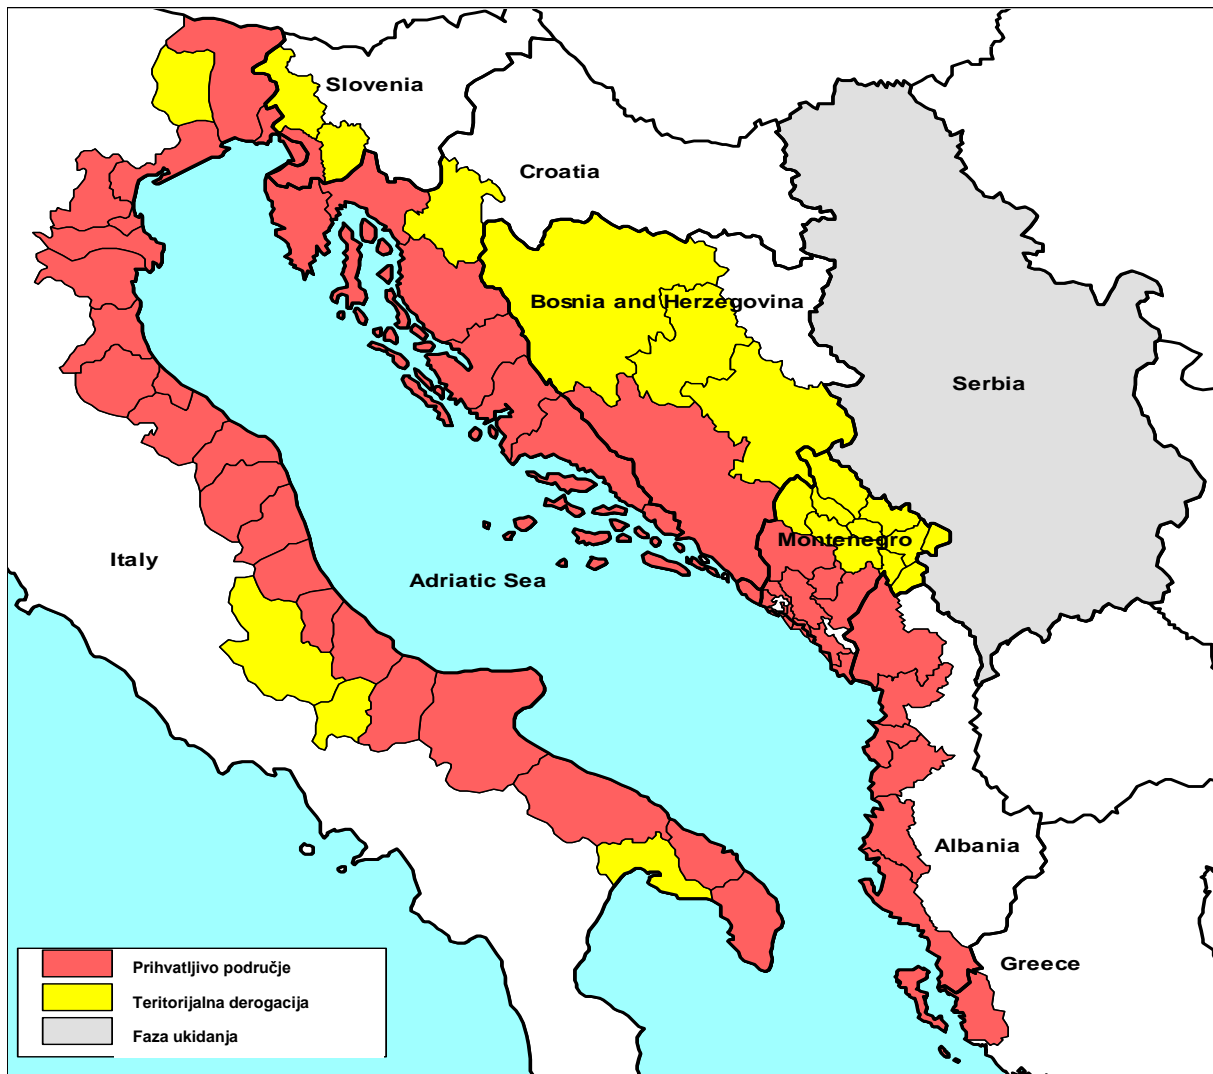 Slovenia
Croatia
Bosnia and Herzegovina
Serbia
Montenegro
Italy
Adriatic Sea
Albania
Greece
Prihvatljivo područje
Teritorijalna derogacija
Faza ukidanja